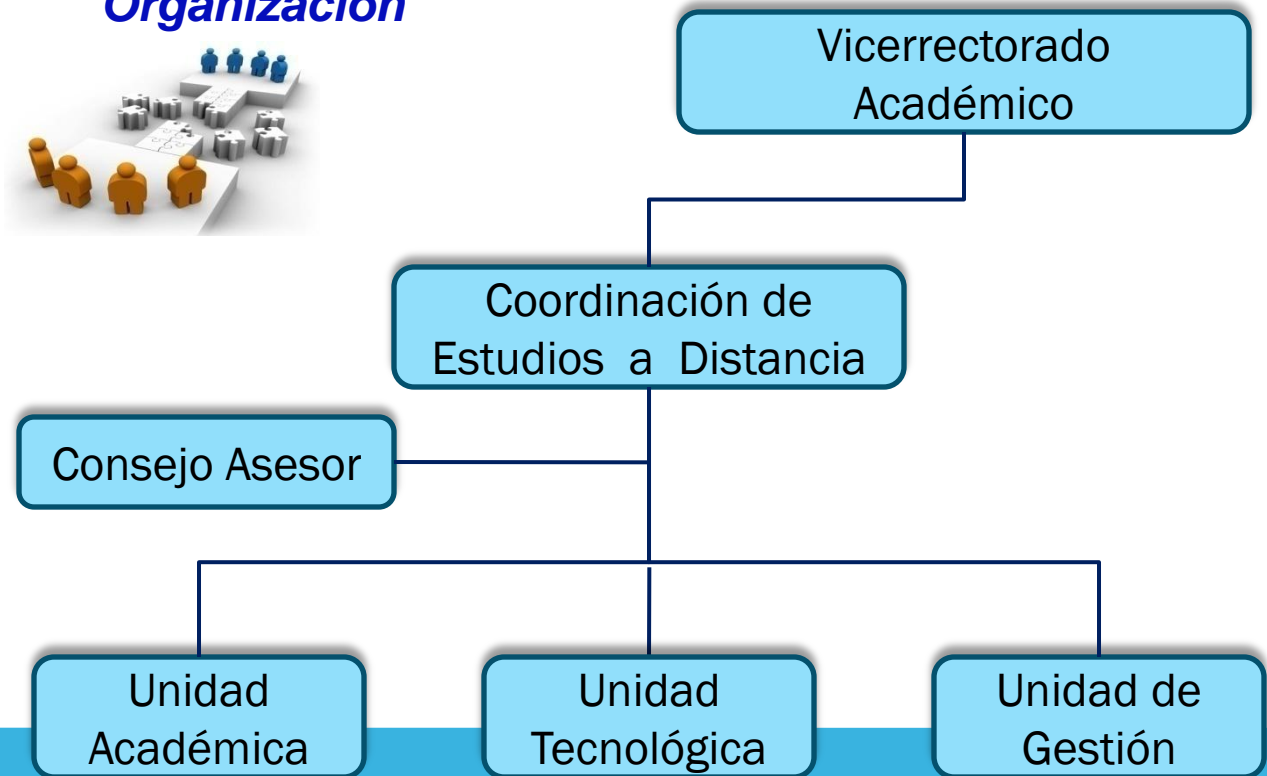 Organización
Vicerrectorado
Académico
Coordinación de
Estudios a Distancia
Consejo Asesor
Unidad
Académica
Unidad
Tecnológica
Unidad de
Gestión